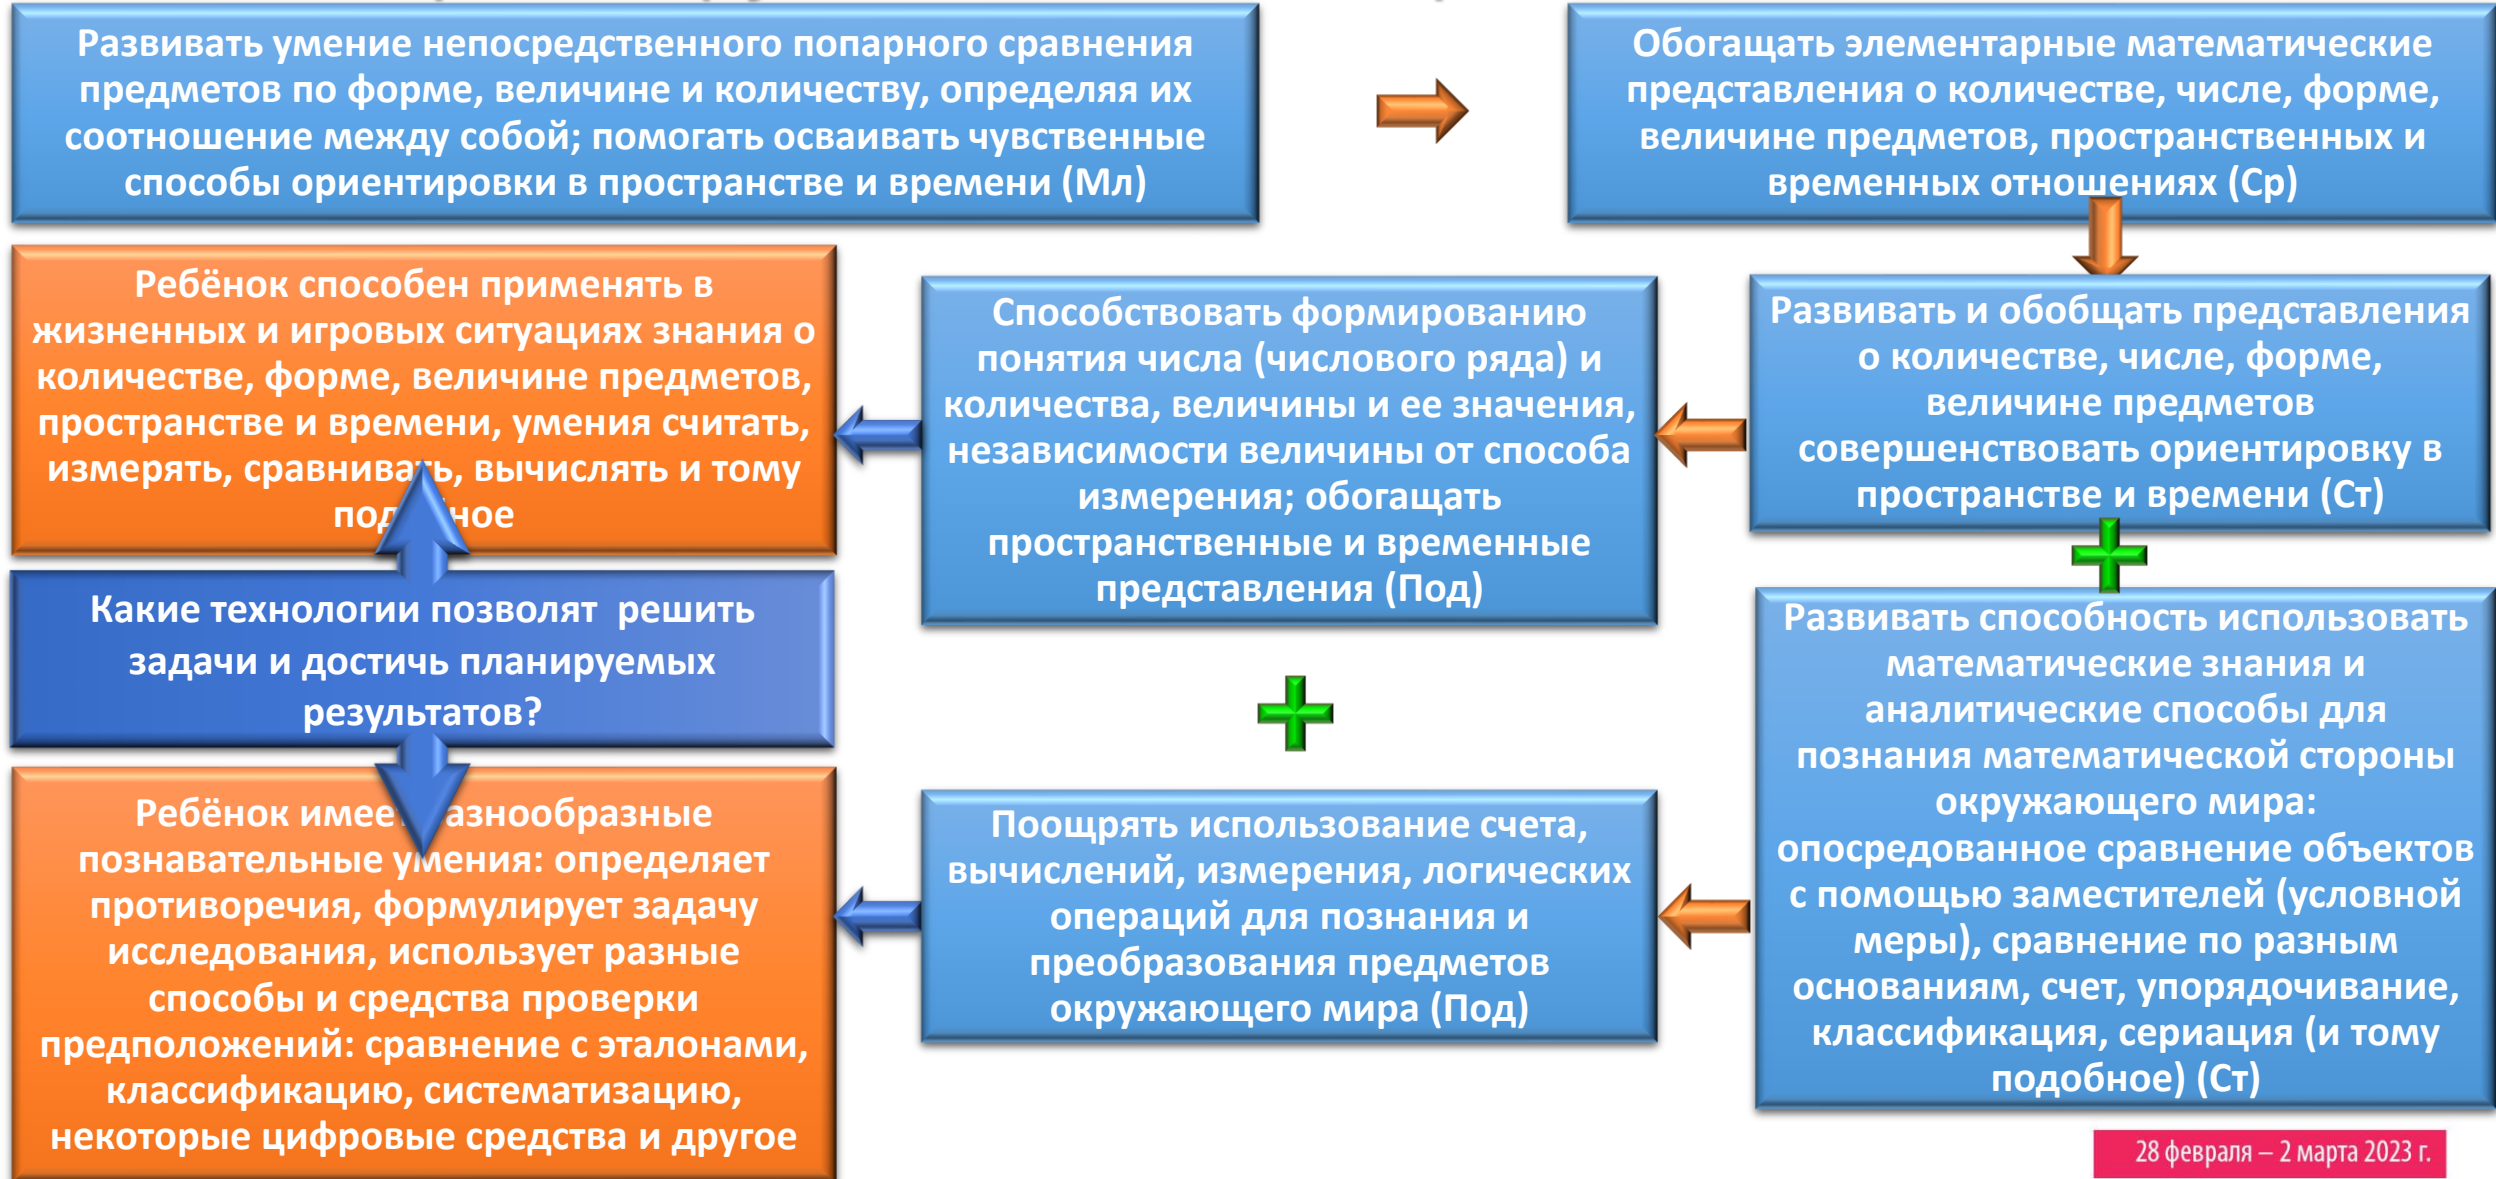 Развивать умение непосредственного попарного сравнения
предметов по форме, величине и количеству, определяя их
соотношение между собой; помогать осваивать чувственные
способы ориентировки в пространстве и времени (Мл)
Обогащать элементарные математические
представления о количестве, числе, форме,
величине предметов, пространственных и
временных отношениях (Ср)
Развивать и обобщать представления
о количестве, числе, форме,
величине предметов
совершенствовать ориентировку в
пространстве и времени (Ст)
Способствовать формированию
понятия числа (числового ряда) и
количества, величины и ее значения,
независимости величины от способа
измерения; обогащать
пространственные и временные
представления (Под)
Ребёнок способен применять в
жизненных и игровых ситуациях знания о
количестве, форме, величине предметов,
пространстве и времени, умения считать,
измерять, сравнивать, вычислять и тому
подобное
Какие технологии позволят решить
задачи и достичь планируемых
результатов?
Развивать способность использовать
математические знания и
аналитические способы для
познания математической стороны
окружающего мира:
опосредованное сравнение объектов
с помощью заместителей (условной
меры), сравнение по разным
основаниям, счет, упорядочивание,
классификация, сериация (и тому
подобное) (Ст)
Поощрять использование счета,
вычислений, измерения, логических
операций для познания и
преобразования предметов
окружающего мира (Под)
Ребёнок имеет разнообразные
познавательные умения: определяет
противоречия, формулирует задачу
исследования, использует разные
способы и средства проверки
предположений: сравнение с эталонами,
классификацию, систематизацию,
некоторые цифровые средства и другое
28 февраля – 2 марта 2023 г.